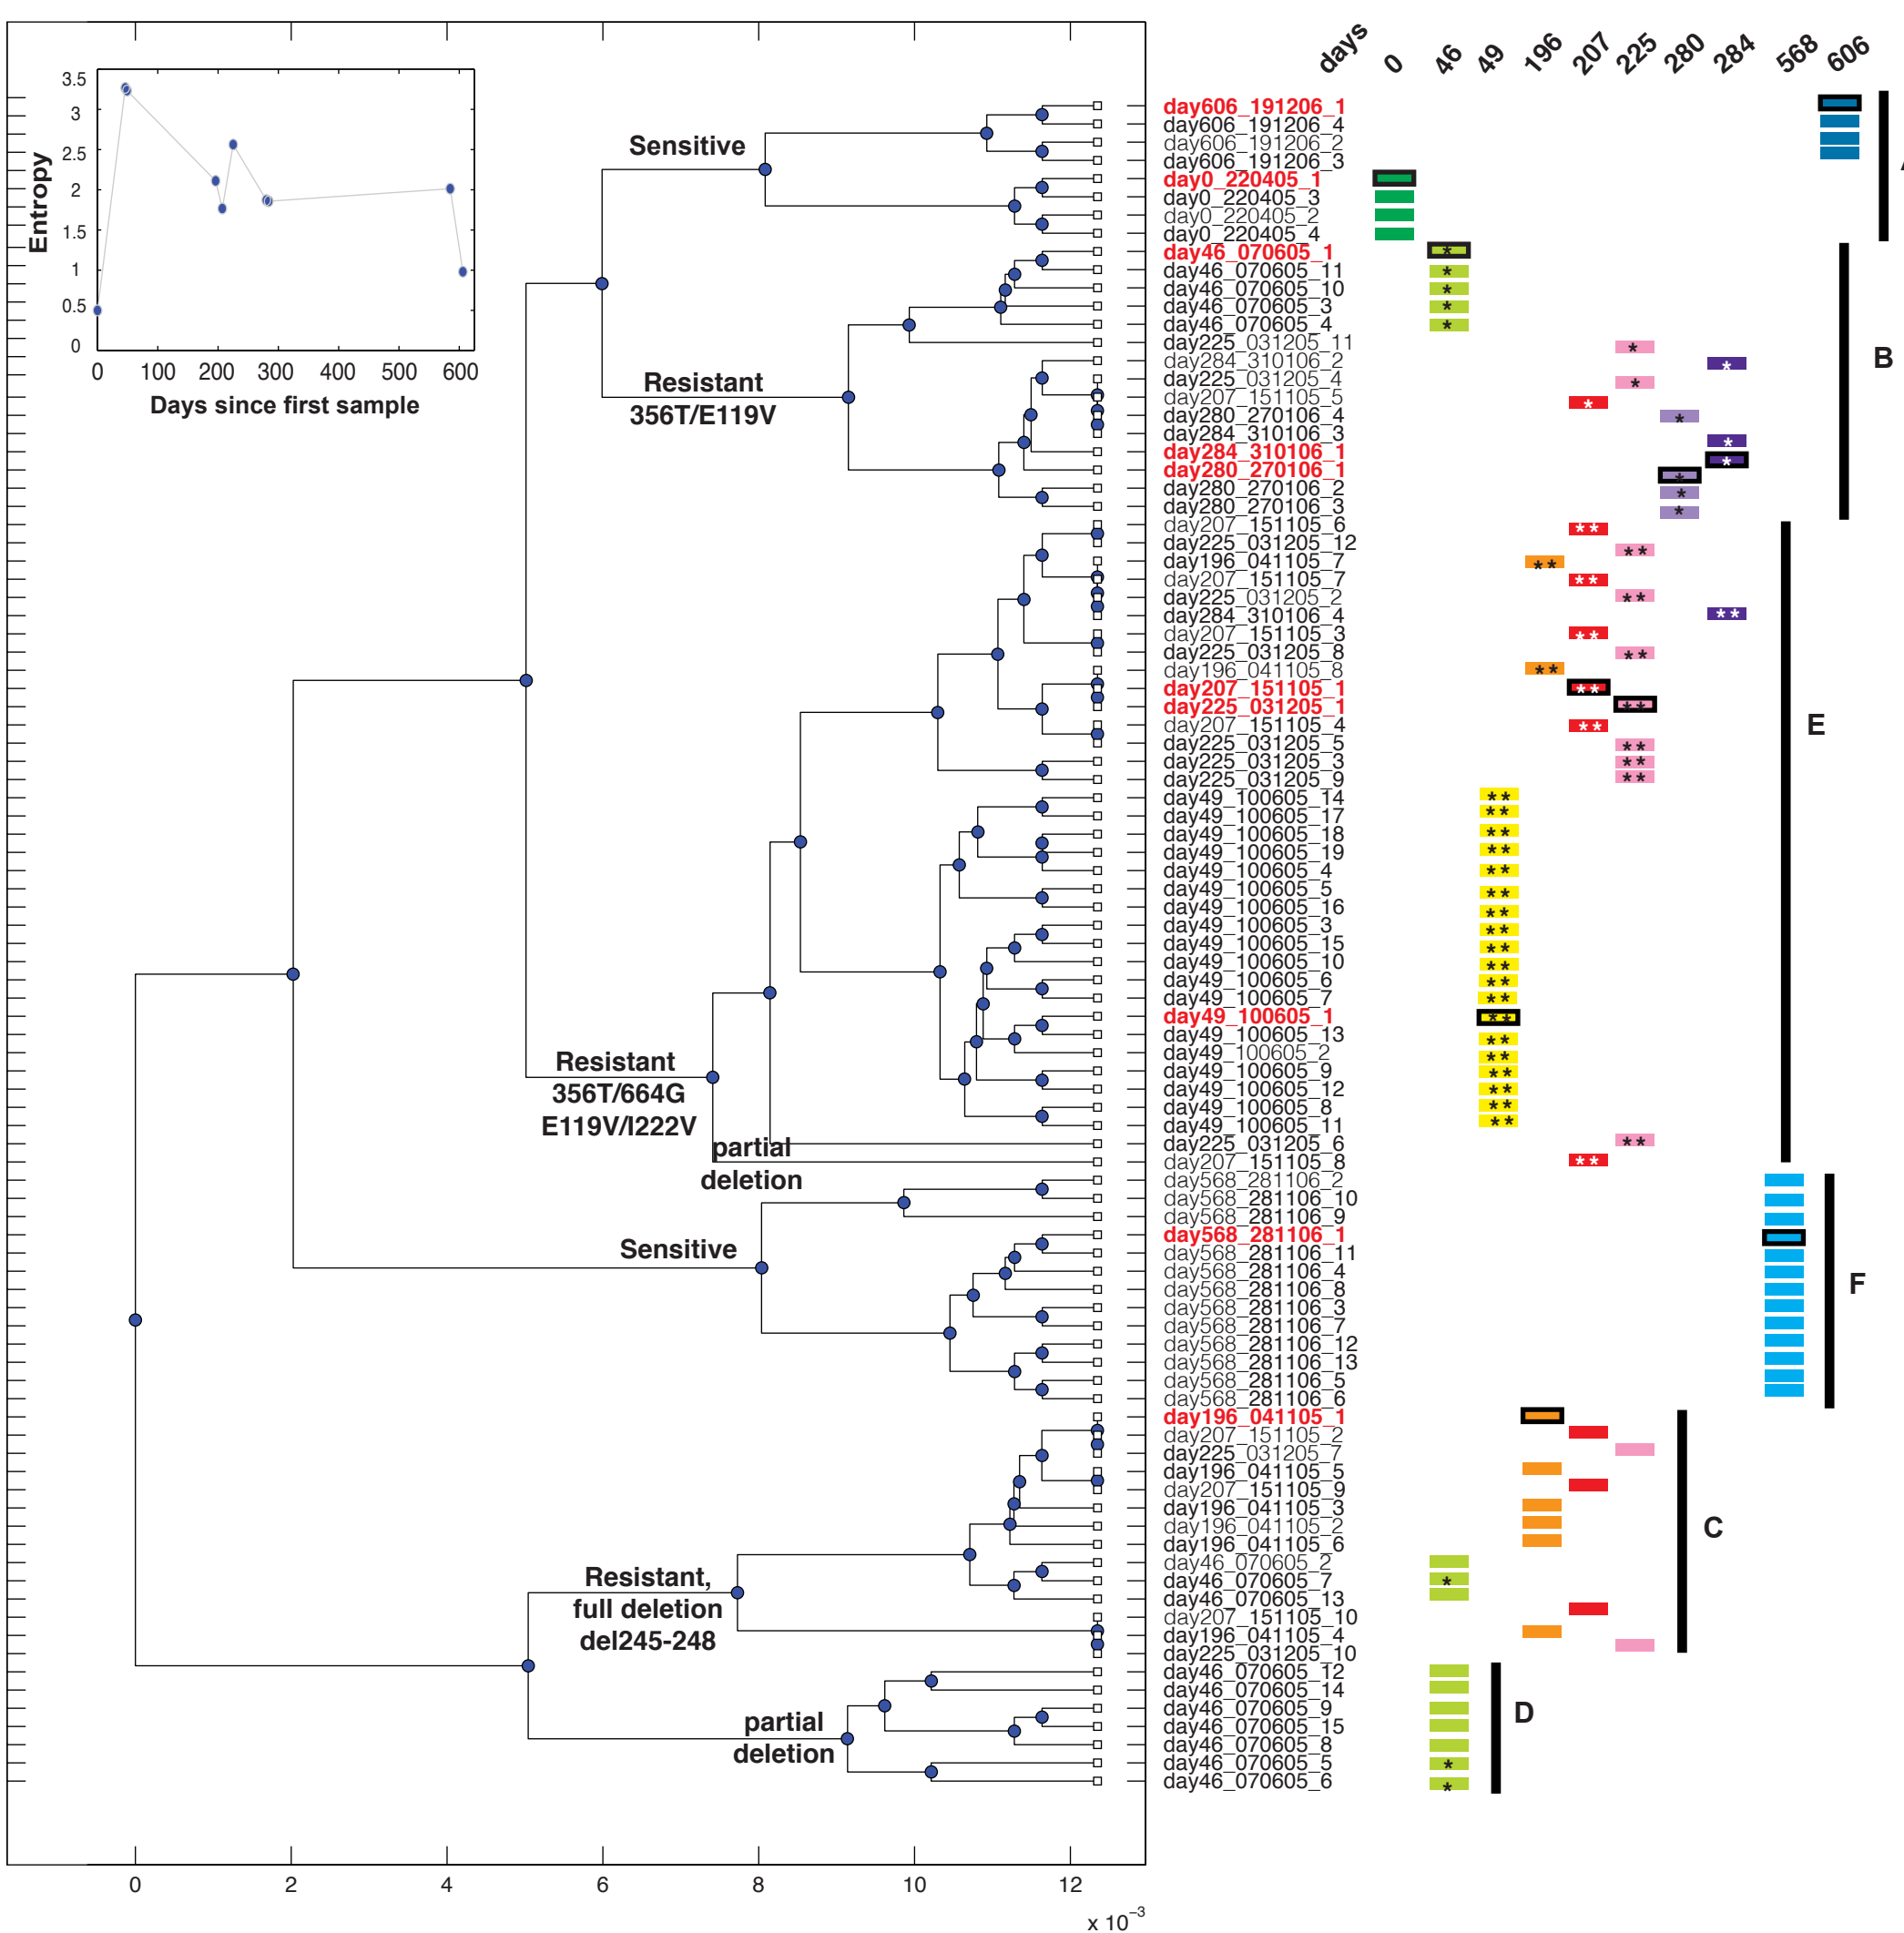 days 0 46 49 196 207 225 280 284 568 606
3.5
3
2.5
2
1.5
1
0.5
0
Entropy
0 100 200 300 400 500 600
Days since first sample
Sensitive
Resistant
356T/E119V
Resistant
356T/664G
E119V/I222V
partial
deletion
Sensitive
Resistant,
full deletion
del245-248
partial
deletion
day606_191206_1
day606_191206_4
day606_191206_2
day606_191206_3
day0_220405_1
day0_220405_3
day0_220405_2
day0_220405_4
day46_070605_1
day46_070605_11
day46_070605_10
day46_070605_3
day46_070605_4
day225_031205_11
day284_310106_2
day225_031205_4
day207_151105_5
day280_270106_4
day284_310106_3
day284_310106_1
day280_270106_1
day280_270106_2
day280_270106_3
day207_151105_6
day225_031205_12
day196_041105_7
day207_151105_7
day225_031205_2
day284_310106_4
day207_151105_3
day225_031205_8
day196_041105_8
day207_151105_1
day225_031205_1
day207_151105_4
day225_031205_5
day225_031205_3
day225_031205_9
day49_100605_14
day49_100605_17
day49_100605_18
day49_100605_19
day49_100605_4
day49_100605_5
day49_100605_16
day49_100605_3
day49_100605_15
day49_100605_10
day49_100605_6
day49_100605_7
day49_100605_1
day49_100605_13
day49_100605_2
day49_100605_9
day49_100605_12
day49_100605_8
day49_100605_11
day225_031205_6
day207_151105_8
day568_281106_2
day568_281106_10
day568_281106_9
day568_281106_1
day568_281106_11
day568_281106_4
day568_281106_8
day568_281106_3
day568_281106_7
day568_281106_12
day568_281106_13
day568_281106_5
day568_281106_6
day196_041105_1
day207_151105_2
day225_031205_7
day196_041105_5
day207_151105_9
day196_041105_3
day196_041105_2
day196_041105_6
day46_070605_2
day46_070605_7
day46_070605_13
day207_151105_10
day196_041105_4
day225_031205_10
day46_070605_12
day46_070605_14
day46_070605_9
day46_070605_15
day46_070605_8
day46_070605_5
day46_070605_6
B
E
F
C
D
0 2 4 6 8 10 12
x 10⁻³